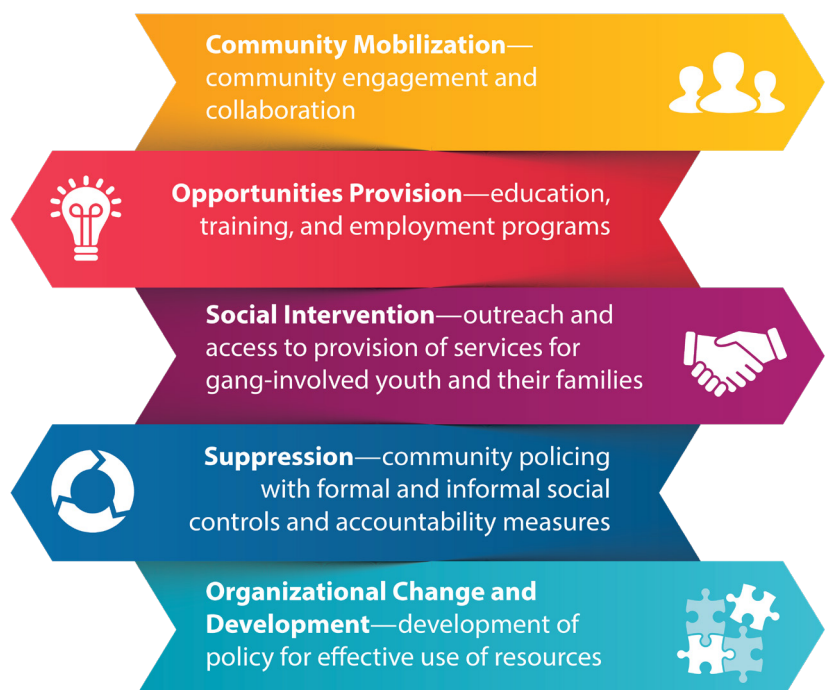 Community Mobilization—
community engagement and
collaboration
Opportunities Provision—education,
training, and employment programs
Social Intervention—outreach and
access to provision of services for
gang-involved youth and their families
Suppression—community policing
with formal and informal social
controls and accountability measures
Organizational Change and
Development—development of
policy for effective use of resources